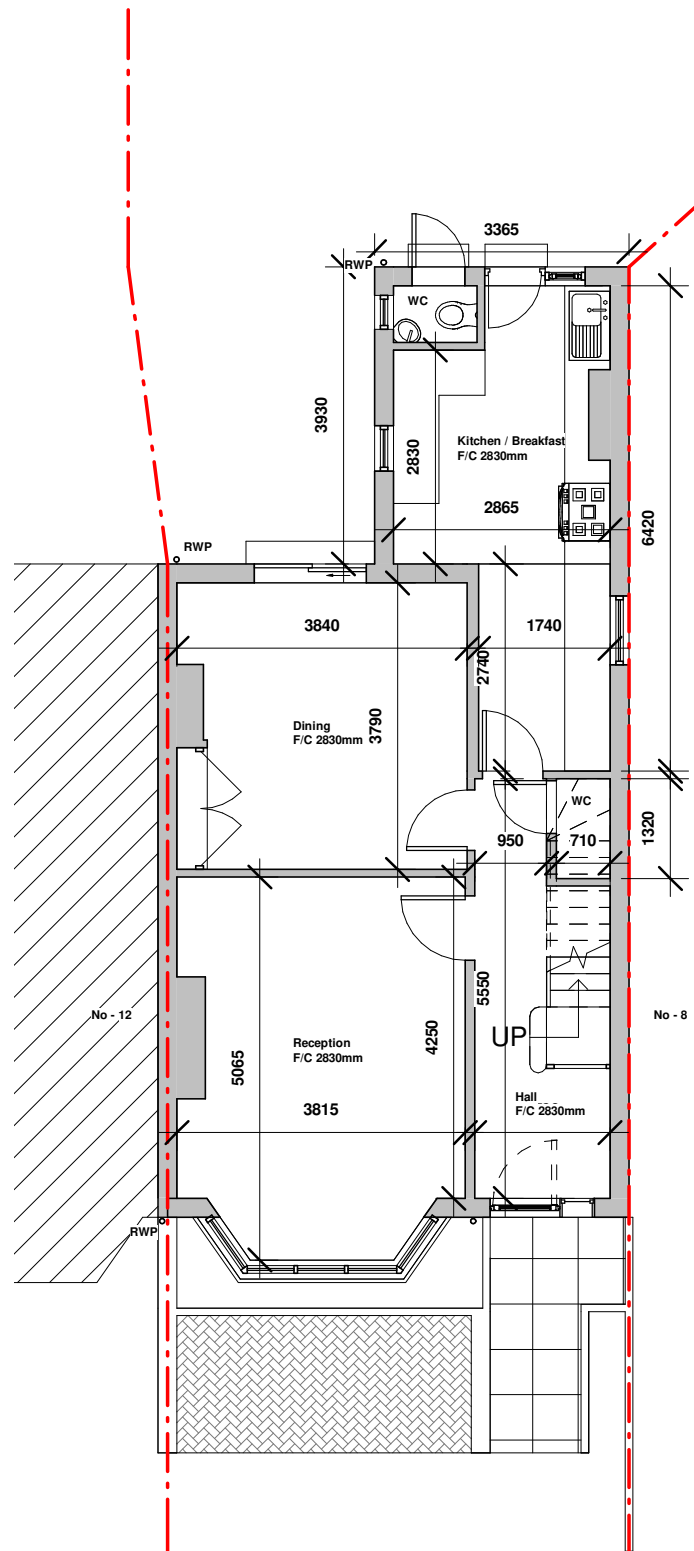 3365
RWP
WC
3930
2830
Kitchen / Breakfast
F/C 2830mm
2865
6420
RWP
3840
1740
2740
Dining
F/C 2830mm
3790
WC
950
710
1320
No - 12
5065
Reception
F/C 2830mm
4250
5550
UP
No - 8
3815
Hall
F/C 2830mm
RWP